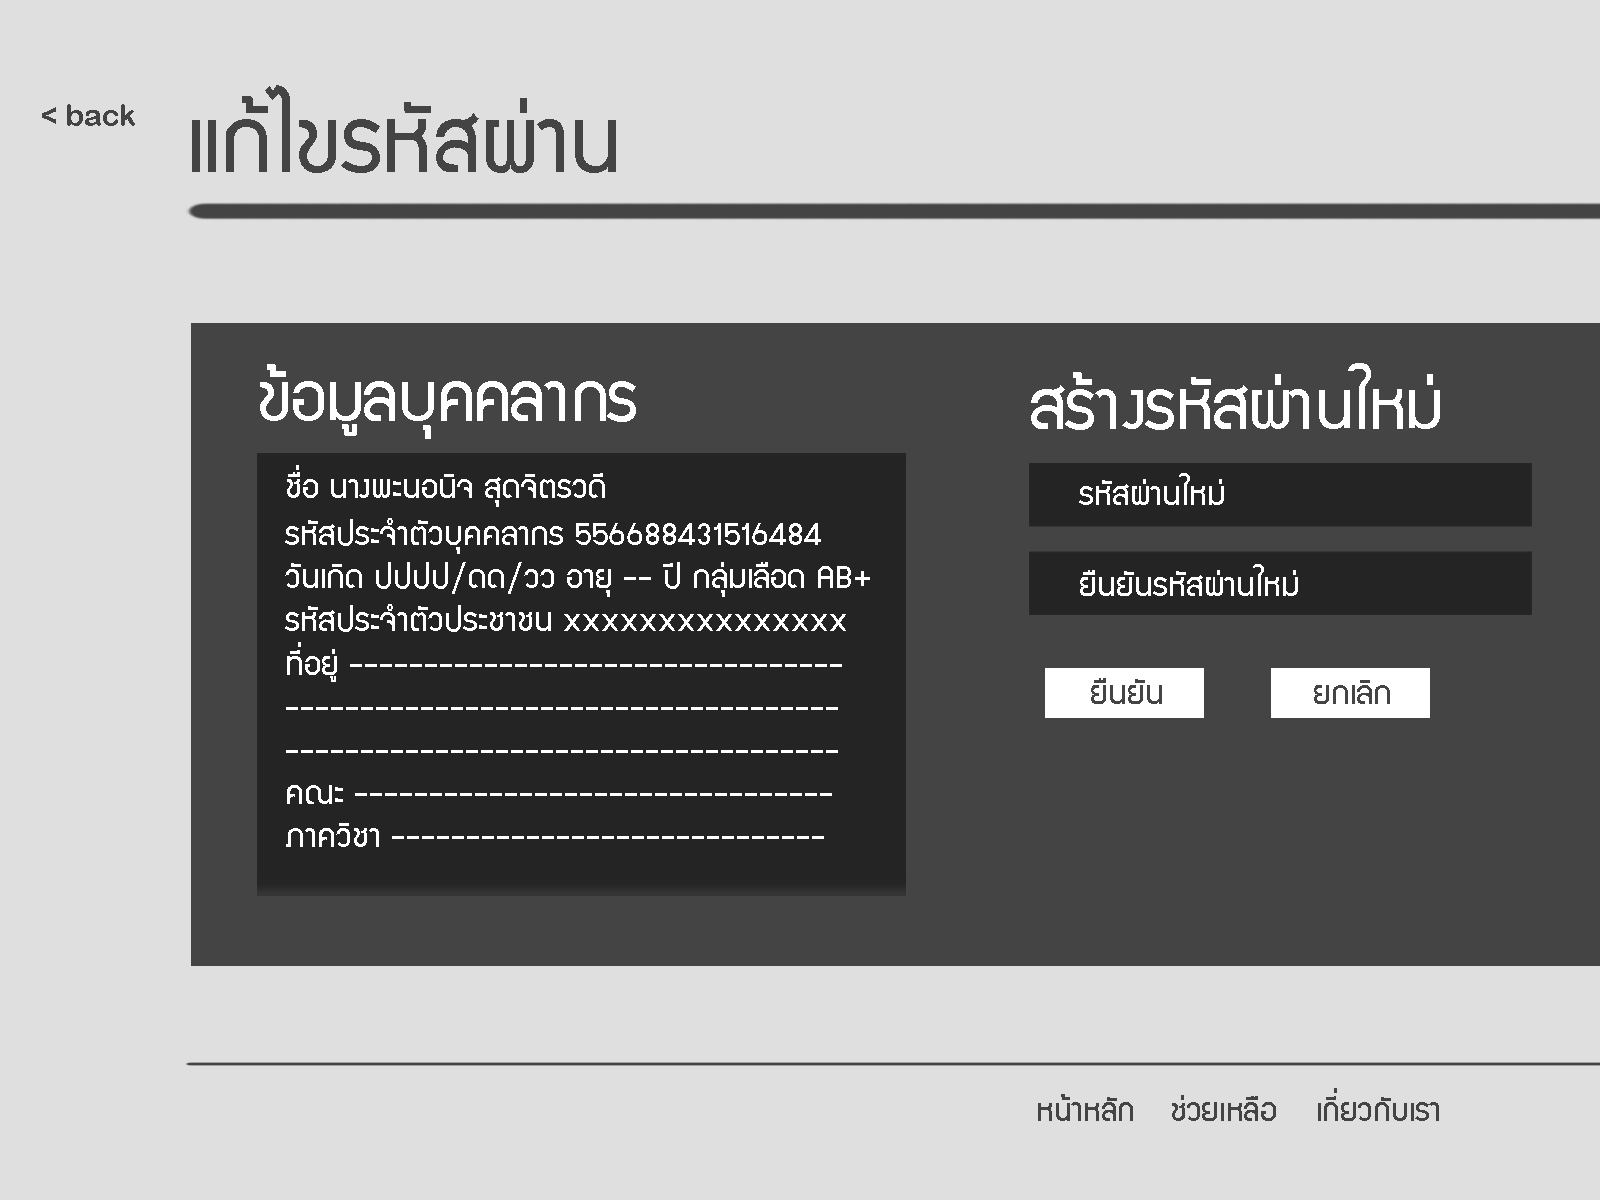 < back
แก้ไขรหัสผ่าน
ข้อมูลบุคคลากร
ชื่อ นางพะนอนิจ สุดจิตรวดี
รหัสประจำตัวบุคคลากร 556688431516484
วันเกิด ปปปป/ดด/วว อายุ -- ปี กลุ่มเลือด AB+
รหัสประจำตัวประชาชน xxxxxxxxxxxxxxx
ที่อยู่ ---------------------------------
-------------------------------------
-------------------------------------
คณะ --------------------------------
ภาควิชา -----------------------------
สร้างรหัสผ่านใหม่
รหัสผ่านใหม่
ยืนยันรหัสผ่านใหม่
ยืนยัน ยกเลิก
หน้าหลัก ช่วยเหลือ เกี่ยวกับเรา